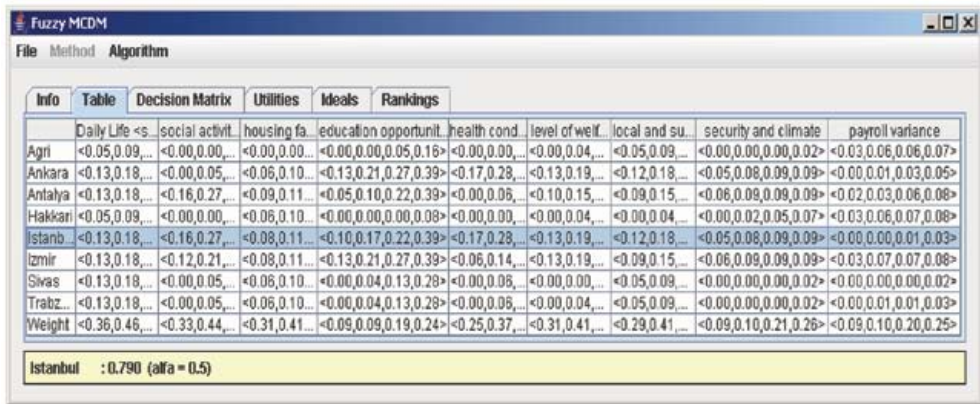 Fuzzy MCDM
File Method Algorithm
Info Table Decision Matrix Utilities Ideals Rankings
Daily Life <s... social activit... housing fa... education opportunit... health cond... level of welf... local and su... security and climate payroll variance
Agri <0.05,0.09,... <0.00,0.00,... <0.00,0.00... <0.00,0.00,0.05,0.16> <0.00,0.00,... <0.00,0.04,... <0.05,0.09,... <0.00,0.00,0.00,0.02> <0.03,0.06,0.06,0.07>
Ankara <0.13,0.18,... <0.00,0.05,... <0.06,0.10... <0.13,0.21,0.27,0.39> <0.17,0.28,... <0.13,0.19,... <0.12,0.18,... <0.05,0.08,0.09,0.09> <0.00,0.01,0.03,0.05>
Antalya <0.13,0.18,... <0.16,0.27,... <0.09,0.11... <0.05,0.10,0.22,0.39> <0.00,0.06,... <0.10,0.15,... <0.09,0.15,... <0.06,0.09,0.09,0.09> <0.02,0.03,0.06,0.08>
Hakkari <0.05,0.09,... <0.00,0.00,... <0.06,0.10... <0.00,0.00,0.00,0.08> <0.00,0.00,... <0.00,0.04,... <0.00,0.04,... <0.00,0.02,0.05,0.07> <0.03,0.06,0.07,0.08>
Istanb... <0.13,0.18,... <0.16,0.27,... <0.08,0.11... <0.10,0.17,0.22,0.39> <0.17,0.28,... <0.13,0.19,... <0.12,0.18,... <0.05,0.08,0.09,0.09> <0.00,0.00,0.01,0.03>
Izmir <0.13,0.18,... <0.12,0.21,... <0.08,0.11... <0.13,0.21,0.27,0.39> <0.06,0.14,... <0.13,0.19,... <0.09,0.15,... <0.06,0.09,0.09,0.09> <0.03,0.07,0.07,0.08>
Sivas <0.13,0.18,... <0.00,0.05,... <0.06,0.10... <0.00,0.04,0.13,0.28> <0.00,0.06,... <0.00,0.00,... <0.05,0.09,... <0.00,0.00,0.00,0.02> <0.00,0.00,0.00,0.02>
Trabz... <0.13,0.18,... <0.00,0.05,... <0.06,0.10... <0.00,0.04,0.13,0.28> <0.00,0.06,... <0.00,0.04,... <0.05,0.09,... <0.00,0.00,0.00,0.02> <0.00,0.01,0.01,0.03>
Weight <0.36,0.46,... <0.33,0.44,... <0.31,0.41... <0.09,0.09,0.19,0.24> <0.25,0.37,... <0.31,0.41,... <0.29,0.41,... <0.09,0.10,0.21,0.26> <0.09,0.10,0.20,0.25>
Istanbul : 0.790 (alfa = 0.5)